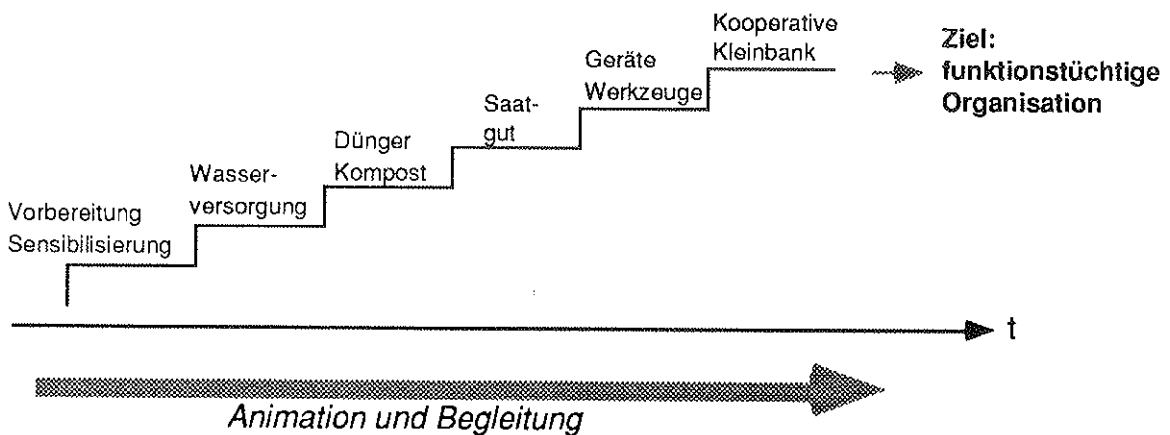 Vorbereitung
Sensibilisierung
Wasser-
versorgung
Dünger
Kompost
Saat-
gut
Geräte
Werkzeuge
Kooperative
Kleinbank
Ziel:
funktionstüchtige
Organisation
t
Animation und Begleitung